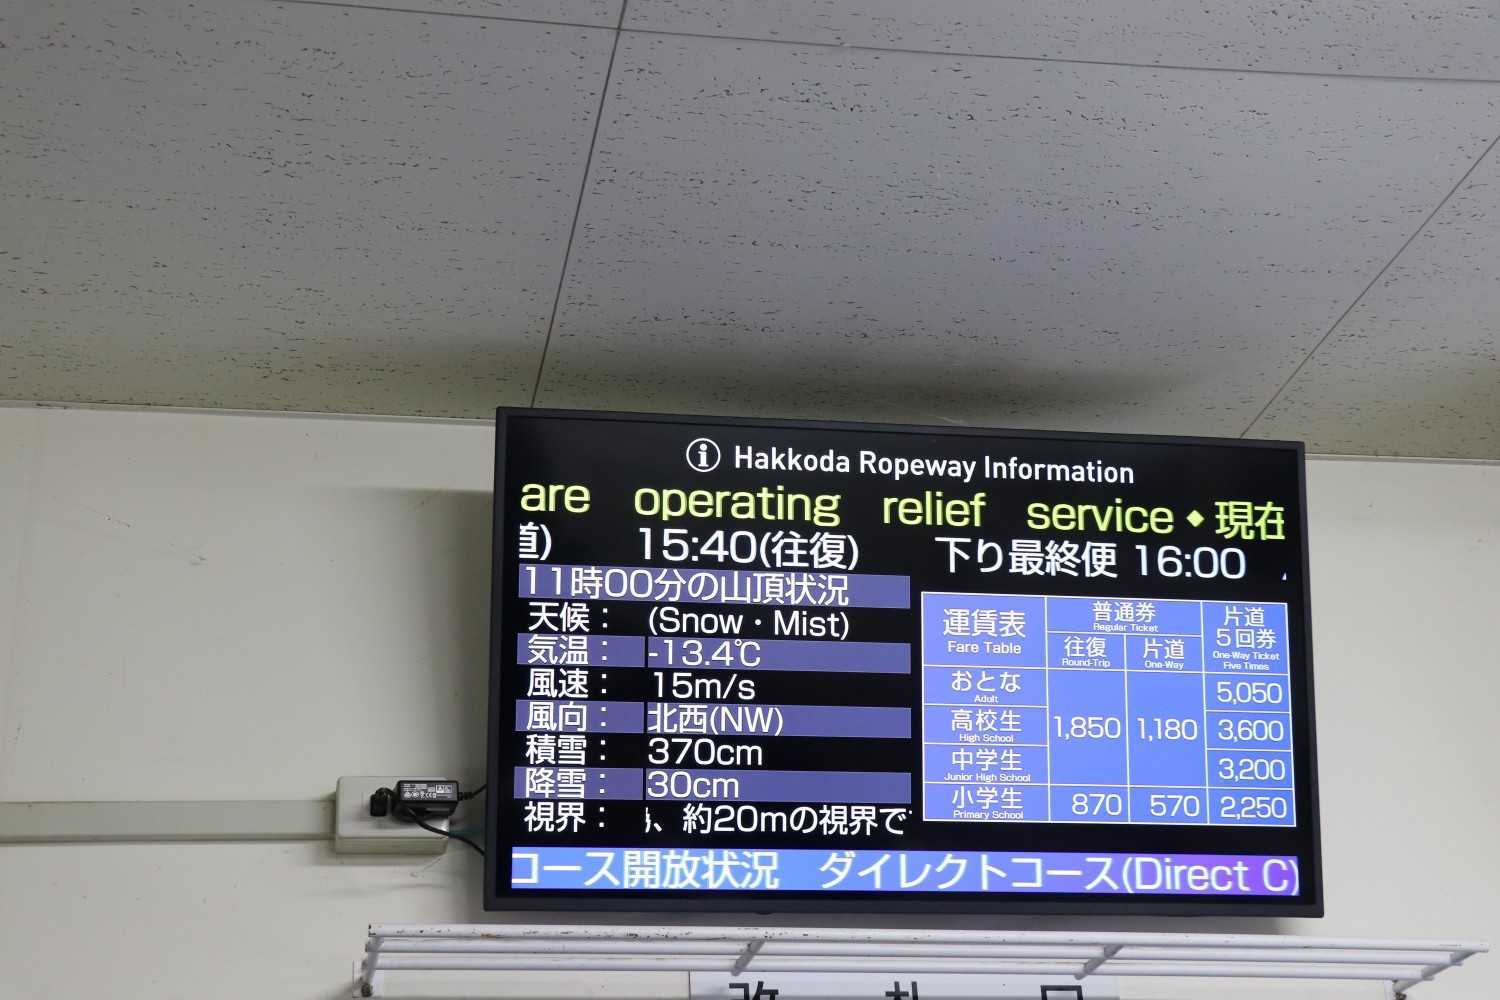 Hakkoda Ropeway Information
are operating relief service◆現在
道) 15:40(往復) 下り最終便 16:00
11時00分の山頂状況
天候： (Snow・Mist)
気温： -13.4℃
風速： 15m/s
風向： 北西(NW)
積雪： 370cm
降雪： 30cm
視界： 、約20mの視界で
運賃表
Fare Table
普通券
Regular Ticket
片道
5回券
One-Way Ticket
Five Times
往復
Round-Trip
片道
One-Way
おとな
Adult
高校生
High School
中学生
Junior High School
1,850 1,180
5,050
3,600
3,200
小学生
Primary School
870 570 2,250
コース開放状況 ダイレクトコース(Direct C)
改札口